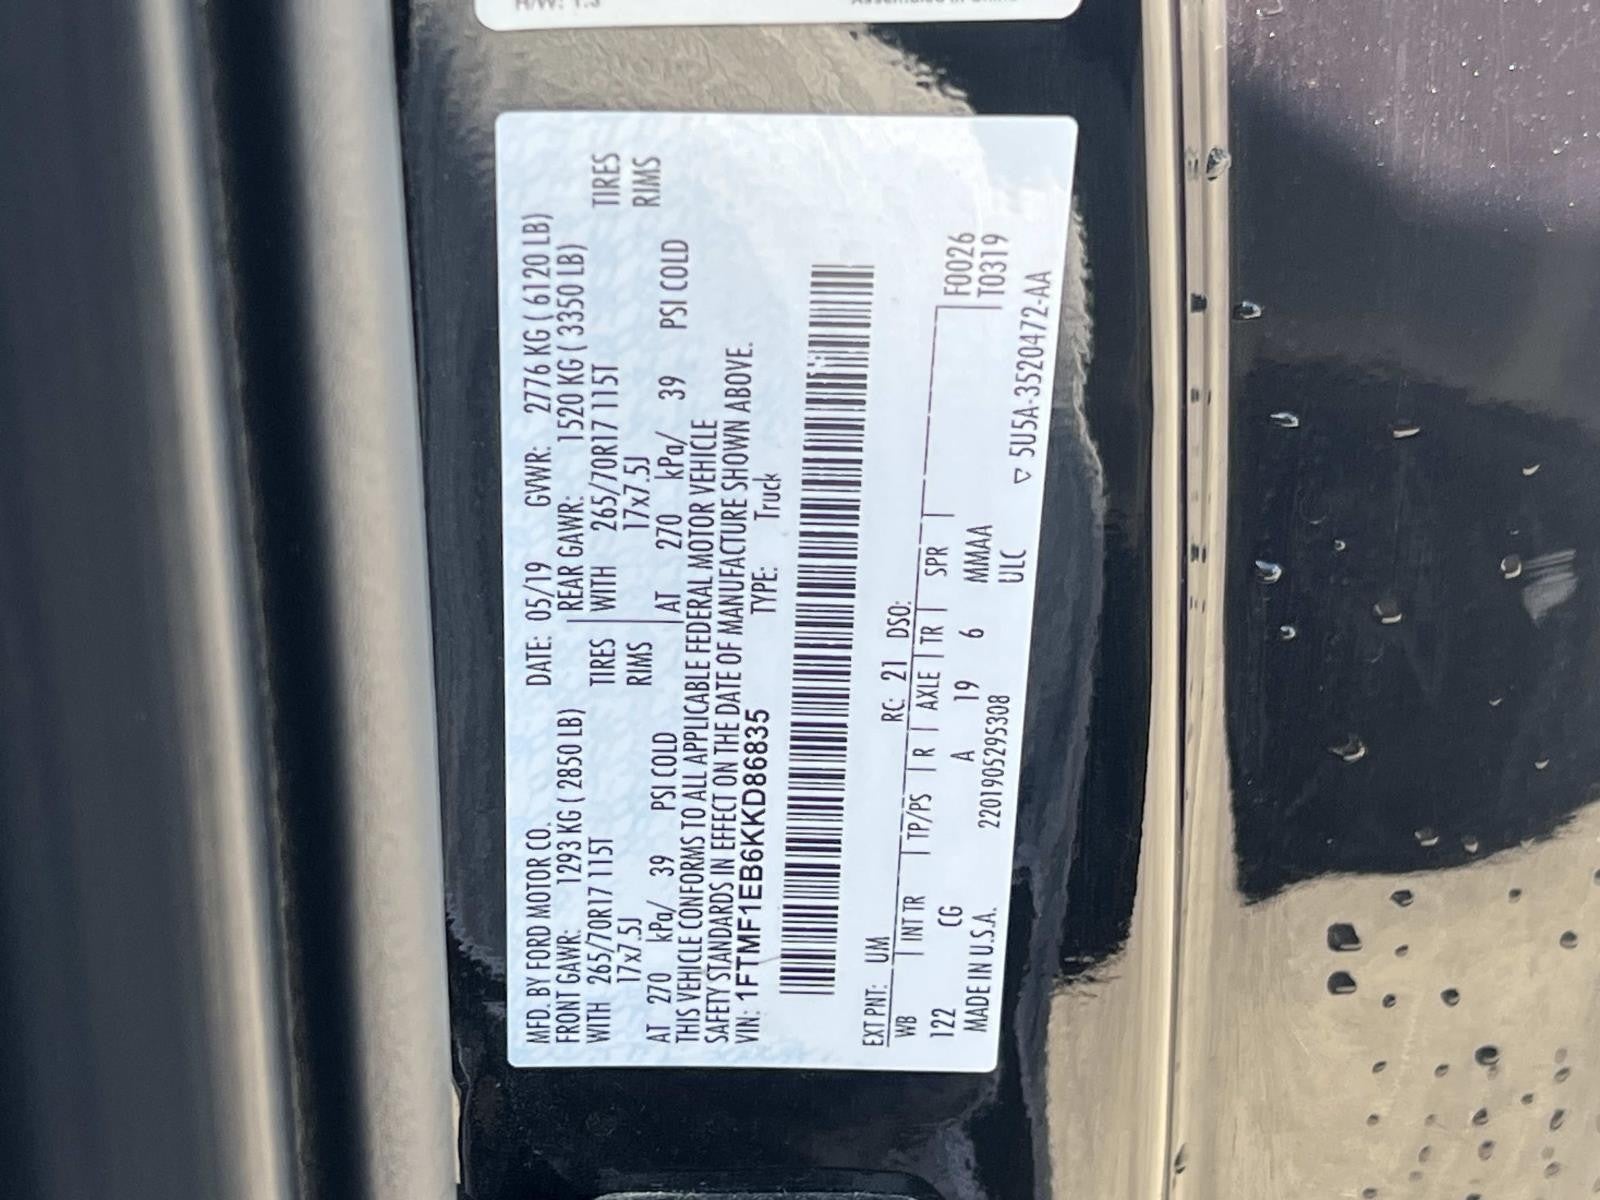 H/W: 1.3
MFD. BY FORD MOTOR CO. DATE: 05/19 GVWR: 2776 KG ( 6120 LB)
FRONT GAWR: 1293 KG ( 2850 LB) REAR GAWR: 1520 KG ( 3350 LB)
WITH 265/70R17 115T TIRES WITH 265/70R17 115T TIRES
17x7.5J RIMS 17x7.5J RIMS
AT 270 kPa/ 39 PSI COLD AT 270 kPa/ 39 PSI COLD
THIS VEHICLE CONFORMS TO ALL APPLICABLE FEDERAL MOTOR VEHICLE
SAFETY STANDARDS IN EFFECT ON THE DATE OF MANUFACTURE SHOWN ABOVE.
VIN: 1FTMF1EB6KKD86835 TYPE: Truck
EXT PNT: UM RC: 21 DSO:
WB INT TR TP/PS R AXLE TR SPR F0026
122 CG A 19 6 MMAA T0319
MADE IN U.S.A. 2201905295308 ULC ▽ 5U5A-3520472-AA